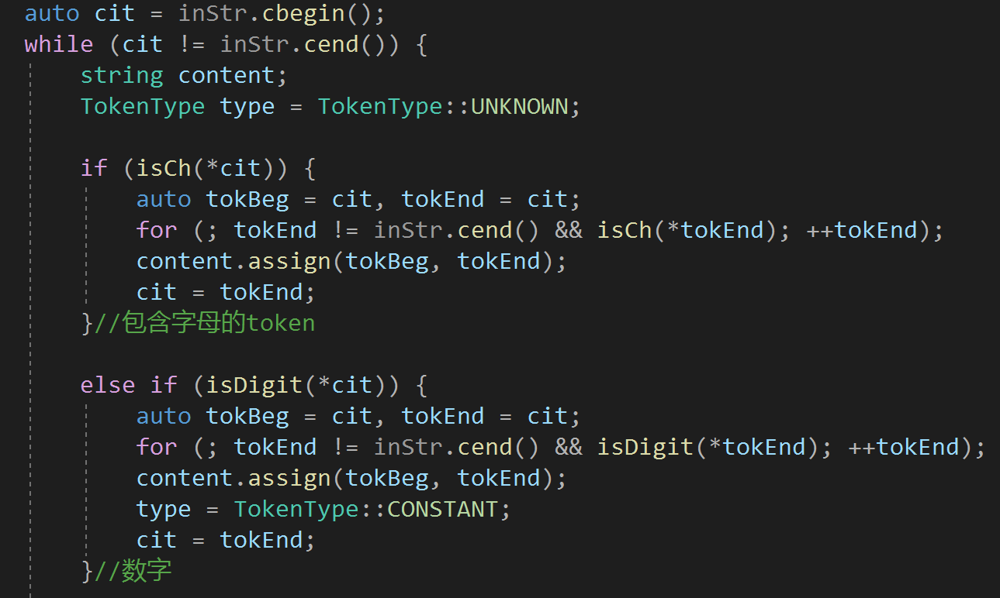 auto cit = inStr.cbegin();
while (cit != inStr.cend()) {
    string content;
    TokenType type = TokenType::UNKNOWN;

    if (isCh(*cit)) {
        auto tokBeg = cit, tokEnd = cit;
        for (; tokEnd != inStr.cend() && isCh(*tokEnd); ++tokEnd);
        content.assign(tokBeg, tokEnd);
        cit = tokEnd;
    }//包含字母的token

    else if (isDigit(*cit)) {
        auto tokBeg = cit, tokEnd = cit;
        for (; tokEnd != inStr.cend() && isDigit(*tokEnd); ++tokEnd);
        content.assign(tokBeg, tokEnd);
        type = TokenType::CONSTANT;
        cit = tokEnd;
    }//数字